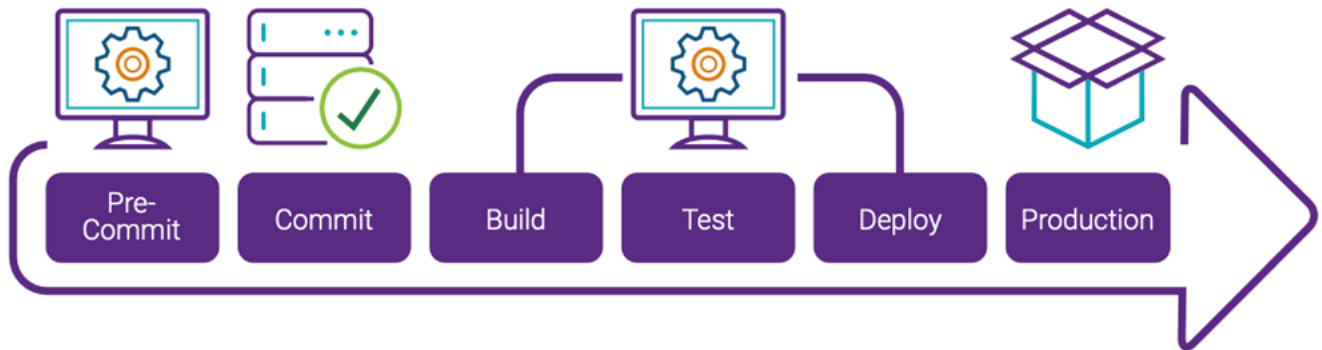 Pre-
Commit
Commit
Build
Test
Deploy
Production